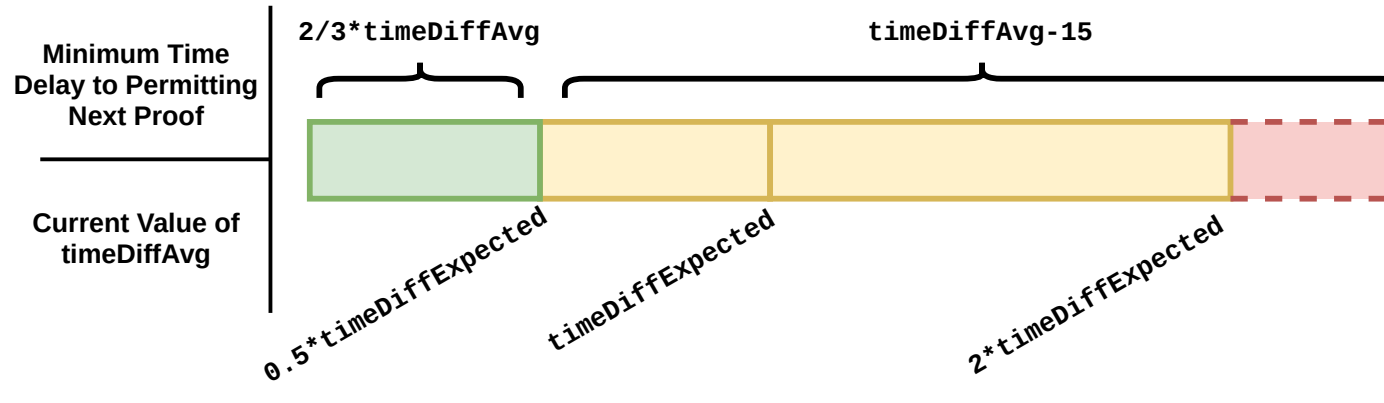 Minimum Time
Delay to Permitting
Next Proof
2/3*timeDiffAvg
timeDiffAvg-15
Current Value of
timeDiffAvg
0.5*timeDiffExpected
timeDiffExpected
2*timeDiffExpected